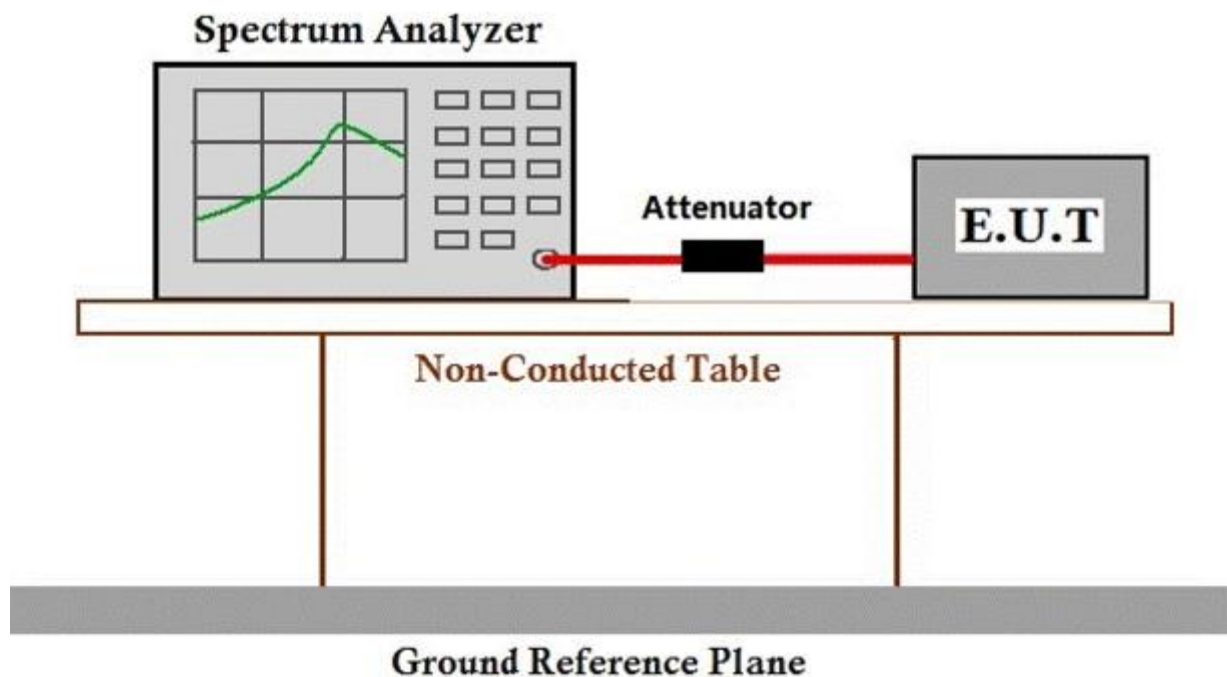 Spectrum Analyzer
Attenuator
E.U.T
Non-Conducted Table
Ground Reference Plane